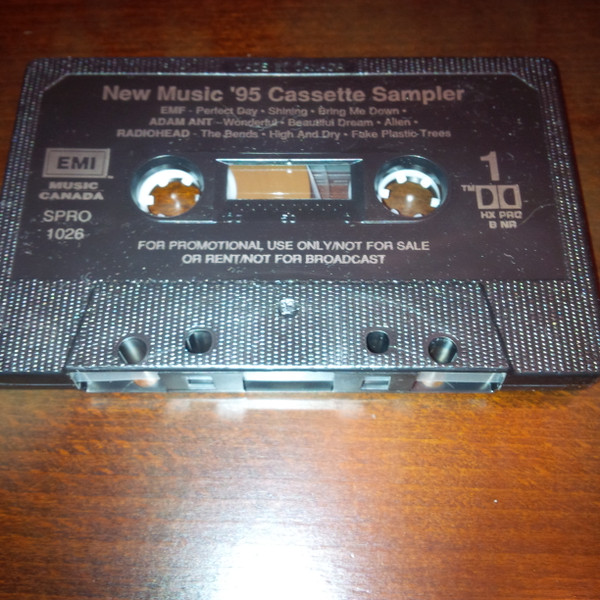 MADE IN CANADA
New Music '95 Cassette Sampler
EMF - Perfect Day • Shining • Bring Me Down •
ADAM ANT - Wonderful • Beautiful Dream • Alien •
RADIOHEAD - The Bends • High And Dry • Fake Plastic Trees
EMI
MUSIC
CANADA
SPRO
1026
1
TM
HX PRO
B NR
FOR PROMOTIONAL USE ONLY/NOT FOR SALE
OR RENT/NOT FOR BROADCAST